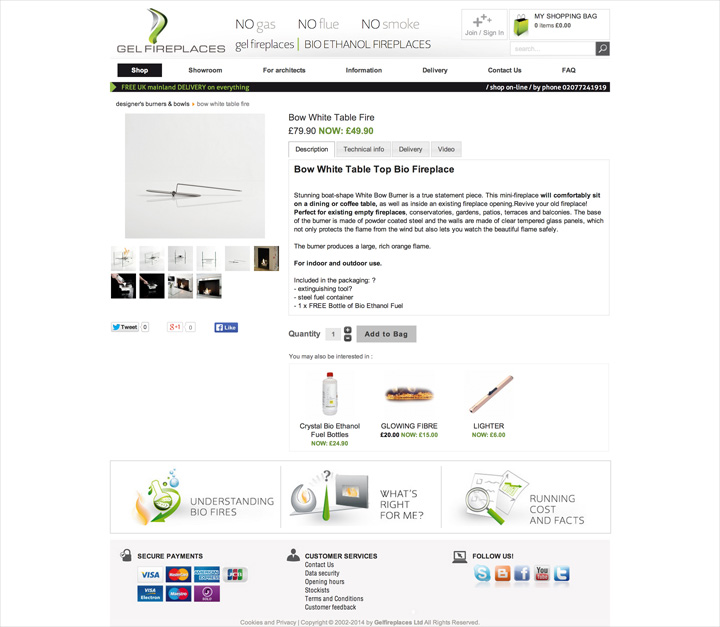 GEL FIREPLACES
NO gas NO flue NO smoke
gel fireplaces | BIO ETHANOL FIREPLACES
Join / Sign In
MY SHOPPING BAG
0 items £0.00
search...
Shop Showroom For architects Information Delivery Contact Us FAQ
FREE UK mainland DELIVERY on everything
/ shop on-line / by phone 02077241919
designer's burners & bowls bow white table fire
Bow White Table Fire
£79.90 NOW: £49.90
Description Technical info Delivery Video
Bow White Table Top Bio Fireplace
Stunning boat-shape White Bow Burner is a true statement piece. This mini-fireplace will comfortably sit
on a dining or coffee table, as well as inside an existing fireplace opening.Revive your old fireplace!
Perfect for existing empty fireplaces, conservatories, gardens, patios, terraces and balconies. The base
of the burner is made of powder coated steel and the walls are made of clear tempered glass panels, which
not only protects the flame from the wind but also lets you watch the beautiful flame safely.
The burner produces a large, rich orange flame.
For indoor and outdoor use.
Included in the packaging: ?
- extinguishing tool?
- steel fuel container
- 1 x FREE Bottle of Bio Ethanol Fuel
Tweet 0 g+1 0 Like
Quantity 1 Add to Bag
You may also be interested in :
Crystal Bio Ethanol
Fuel Bottles
NOW: £24.90
GLOWING FIBRE
£20.00 NOW: £15.00
LIGHTER
NOW: £6.00
UNDERSTANDING
BIO FIRES
?
WHAT'S
RIGHT
FOR ME?
RUNNING
COST
AND FACTS
SECURE PAYMENTS
VISA MasterCard AMERICAN EXPRESS JCB
VISA Electron Maestro SOLO
CUSTOMER SERVICES
Contact Us
Data security
Opening hours
Stockists
Terms and Conditions
Customer feedback
FOLLOW US!
You Tube
Cookies and Privacy | Copyright © 2002-2014 by Gelfireplaces Ltd All Rights Reserved.